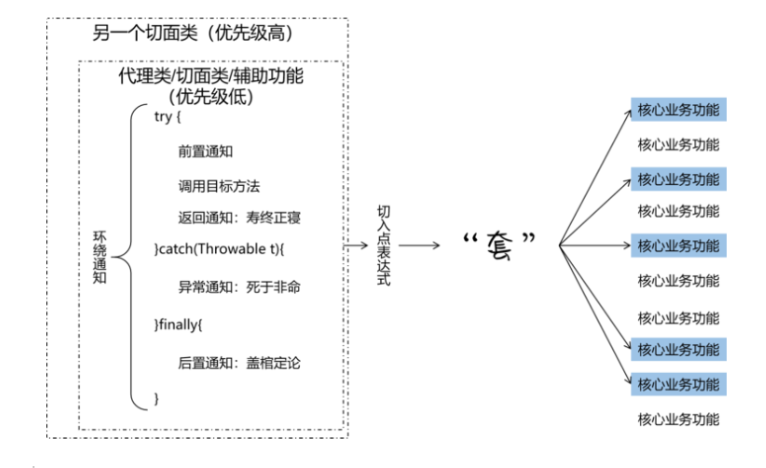 另一个切面类（优先级高）
代理类/切面类/辅助功能
（优先级低）
try {
前置通知
调用目标方法
返回通知：寿终正寝
}catch(Throwable t){
异常通知：死于非命
}finally{
后置通知：盖棺定论
}
环绕通知
切入点表达式
“套”
核心业务功能
核心业务功能
核心业务功能
核心业务功能
核心业务功能
核心业务功能
核心业务功能
核心业务功能
核心业务功能
核心业务功能